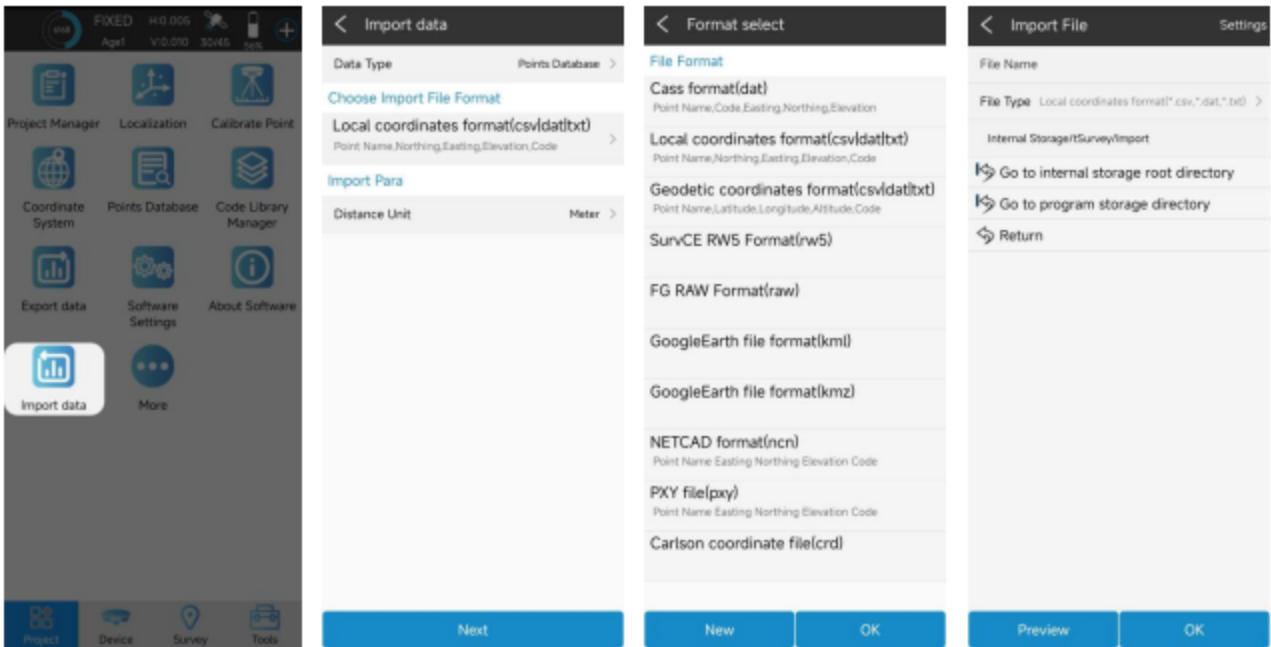 FIXED H:0.005
Age1 V:0.010 30/45 56%
Project Manager Localization Calibrate Point
Coordinate System Points Database Code Library Manager
Export data Software Settings About Software
Import data More
Project Device Survey Tools
Import data
Data Type Points Database
Choose Import File Format
Local coordinates format(csv|dat|txt)
Point Name,Northing,Easting,Elevation,Code
Import Para
Distance Unit Meter
Next
Format select
File Format
Cass format(dat)
Point Name,Code,Easting,Northing,Elevation
Local coordinates format(csv|dat|txt)
Point Name,Northing,Easting,Elevation,Code
Geodetic coordinates format(csv|dat|txt)
Point Name,Latitude,Longitude,Altitude,Code
SurvCE RW5 Format(rw5)
FG RAW Format(raw)
GoogleEarth file format(kml)
GoogleEarth file format(kmz)
NETCAD format(ncn)
Point Name Easting Northing Elevation Code
PXY file(pxy)
Point Name Easting Northing Elevation Code
Carlson coordinate file(crd)
New OK
Import File Settings
File Name
File Type Local coordinates format(*.csv,*.dat,*.txt)
Internal Storage/tSurvey/Import
Go to internal storage root directory
Go to program storage directory
Return
Preview OK